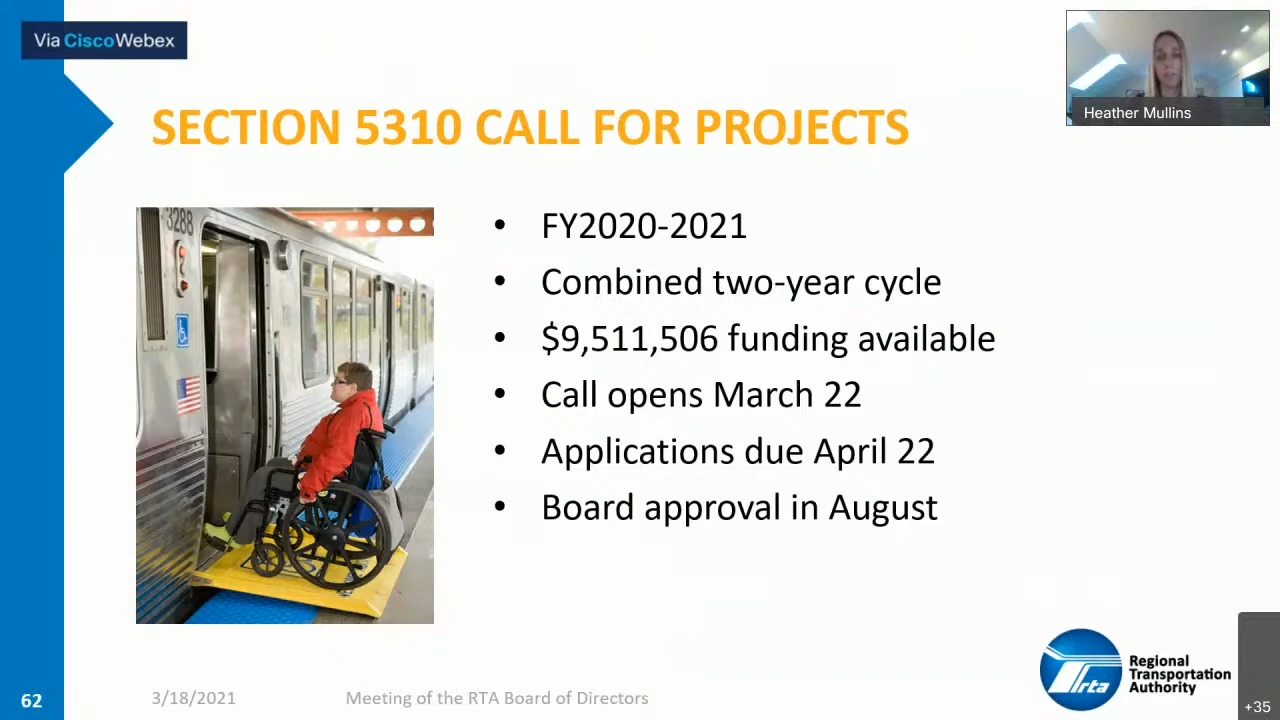 Via CiscoWebex
Heather Mullins
SECTION 5310 CALL FOR PROJECTS
3288
• FY2020-2021
• Combined two-year cycle
• $9,511,506 funding available
• Call opens March 22
• Applications due April 22
• Board approval in August
rta
Regional
Transportation
Authority
62
3/18/2021
Meeting of the RTA Board of Directors
+35